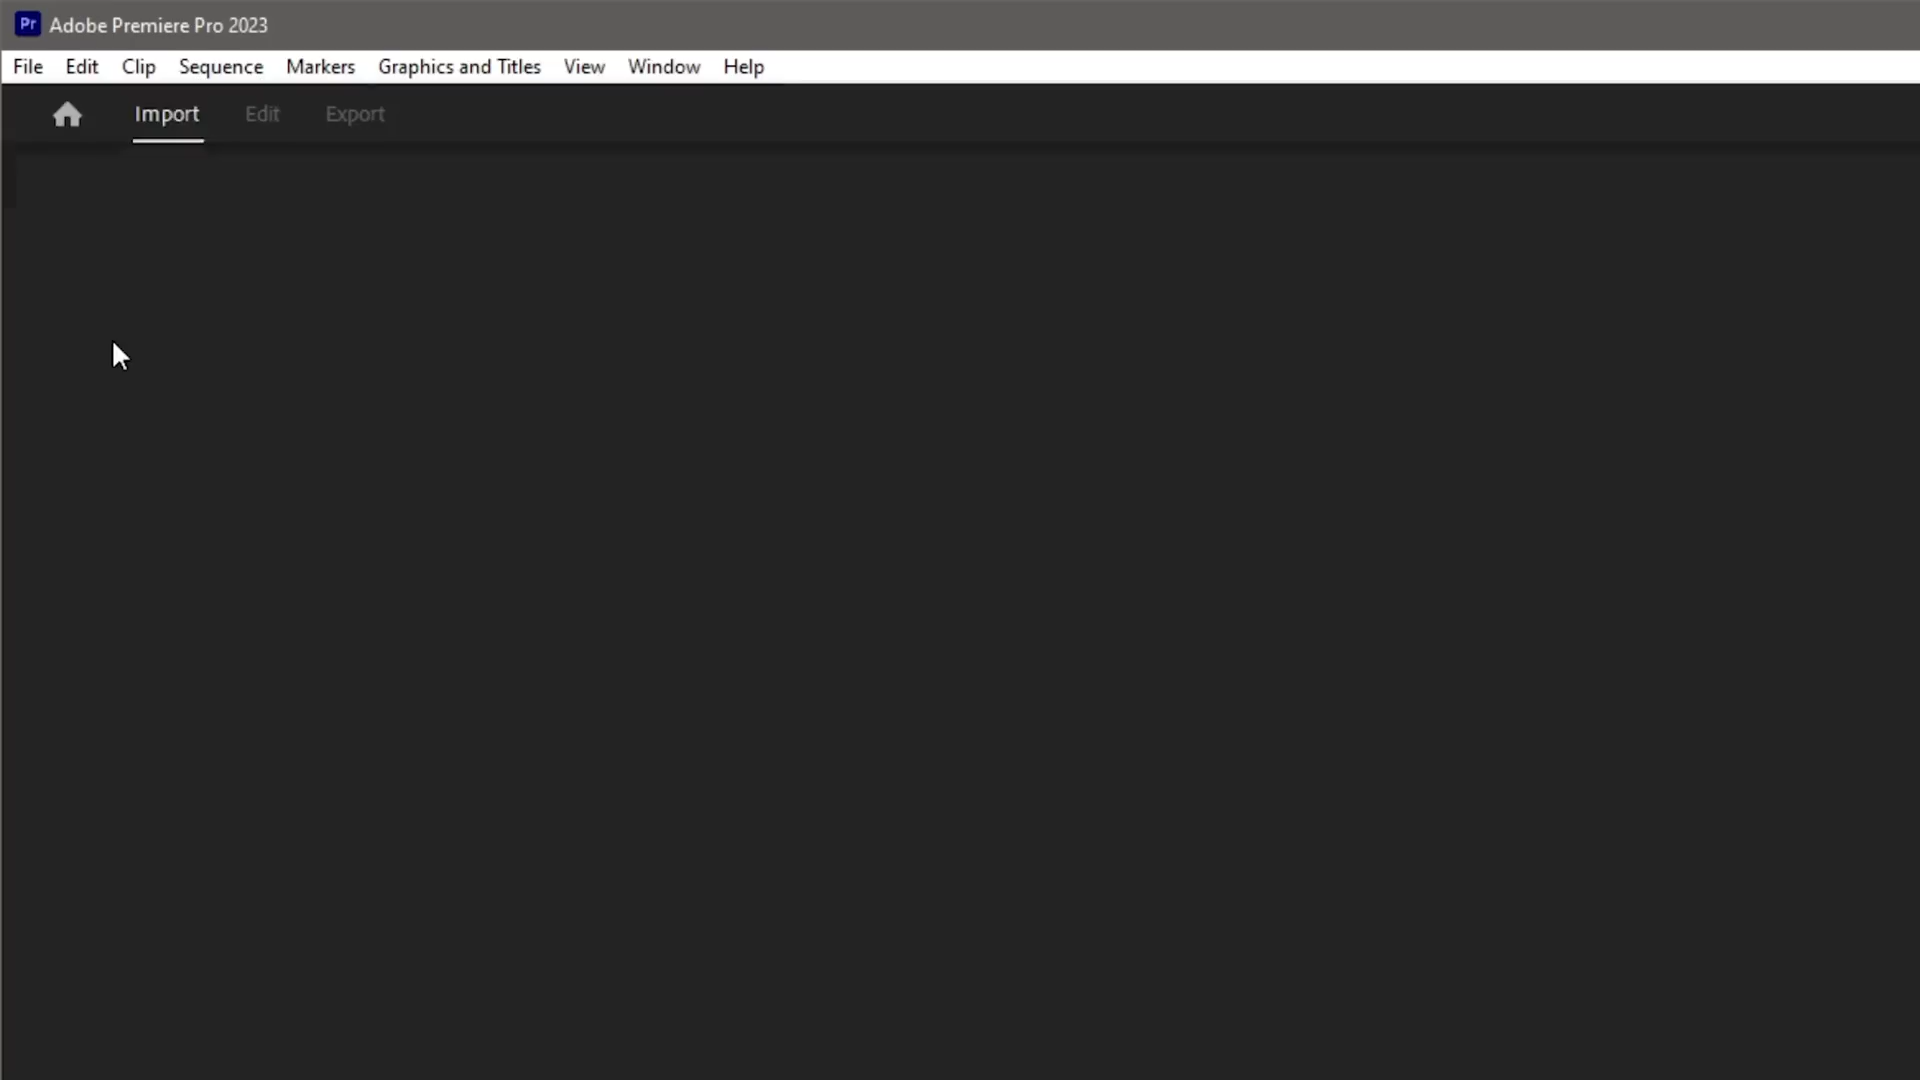 Pr Adobe Premiere Pro 2023
File Edit Clip Sequence Markers Graphics and Titles View Window Help
Import Edit Export